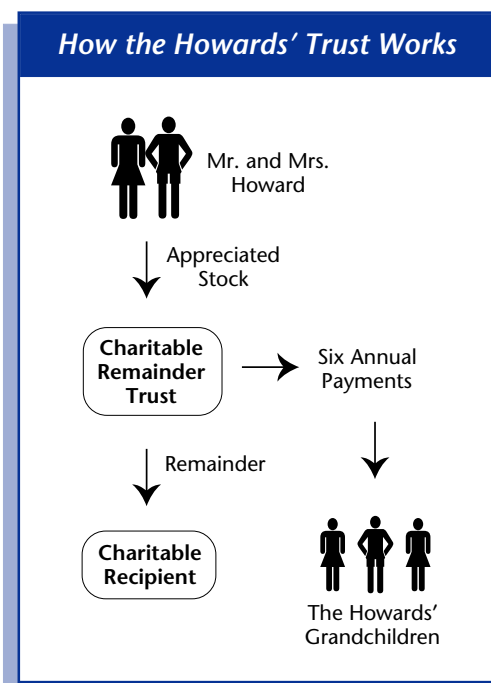 How the Howards’ Trust Works
Mr. and Mrs.
Howard
Appreciated
Stock
Charitable
Remainder
Trust
Six Annual
Payments
Remainder
Charitable
Recipient
The Howards’
Grandchildren